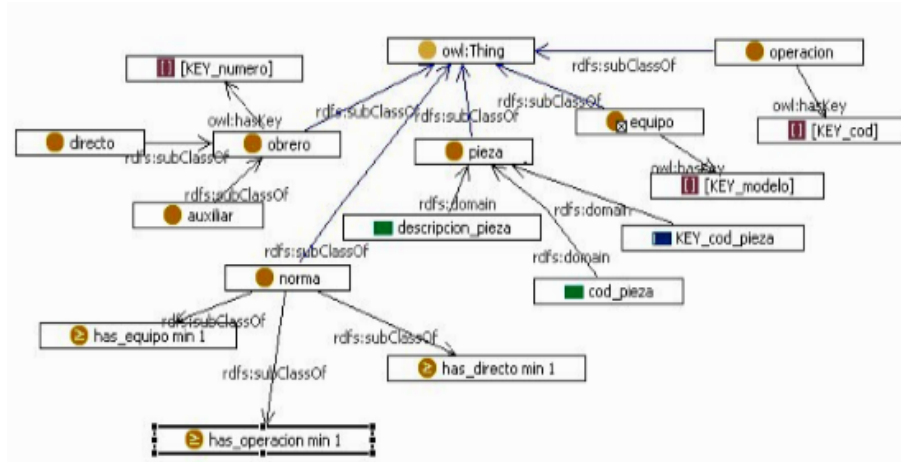 owl:Thing
operacion
rdfs:subClassOf
[KEY_numero]
rdfs:subClassOf
rdfs:subClassOf
owl:hasKey
owl:hasKey
rdfs:subClassOf
equipo
[KEY_cod]
directo
obrero
rdfs:subClassOf
pieza
owl:hasKey
rdfs:subClassOf
[KEY_modelo]
auxiliar
rdfs:domain
rdfs:domain
descripcion_pieza
KEY_cod_pieza
rdfs:subClassOf
rdfs:domain
norma
cod_pieza
rdfs:subClassOf
has_equipo min 1
rdfs:subClassOf
has_directo min 1
rdfs:subClassOf
has_operacion min 1